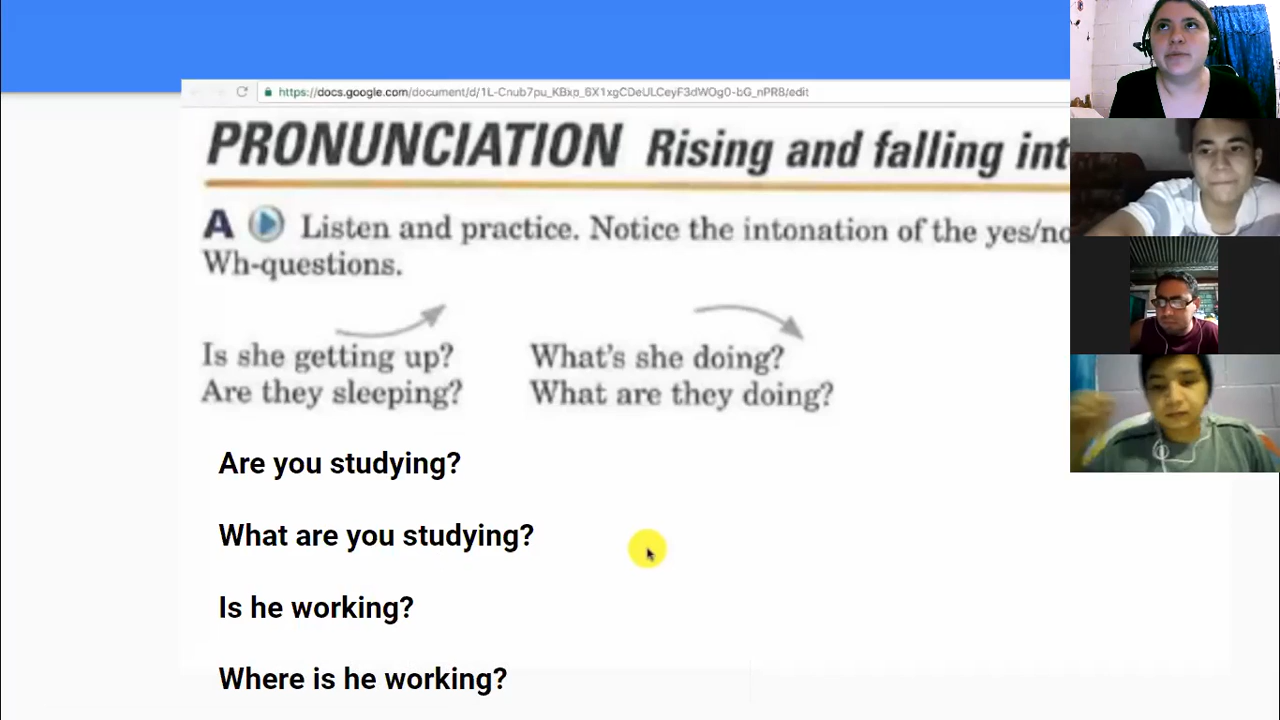 https://docs.google.com/document/d/1L-Cnub7pu_KBxp_6X1xgCDeULCeyF3dWOg0-bG_nPR8/edit
PRONUNCIATION Rising and falling int
A Listen and practice. Notice the intonation of the yes/no
Wh-questions.
Is she getting up? What's she doing?
Are they sleeping? What are they doing?
Are you studying?
What are you studying?
Is he working?
Where is he working?